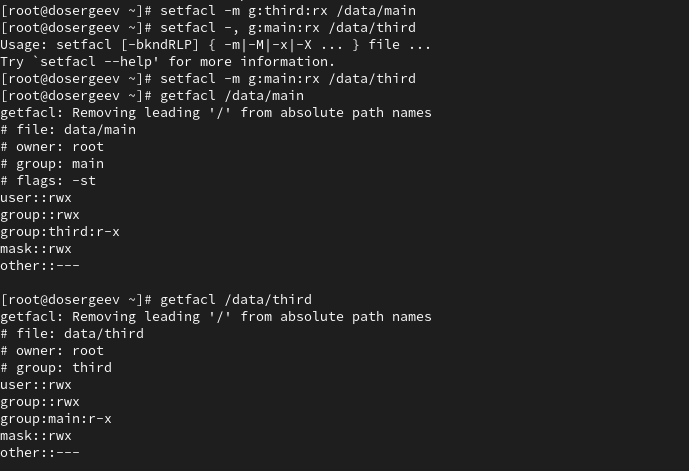 [root@dosergeev ~]# setfacl -m g:third:rx /data/main
[root@dosergeev ~]# setfacl -, g:main:rx /data/third
Usage: setfacl [-bkndRLP] { -m|-M|-x|-X ... } file ...
Try `setfacl --help' for more information.
[root@dosergeev ~]# setfacl -m g:main:rx /data/third
[root@dosergeev ~]# getfacl /data/main
getfacl: Removing leading '/' from absolute path names
# file: data/main
# owner: root
# group: main
# flags: -st
user::rwx
group::rwx
group:third:r-x
mask::rwx
other::---
[root@dosergeev ~]# getfacl /data/third
getfacl: Removing leading '/' from absolute path names
# file: data/third
# owner: root
# group: third
user::rwx
group::rwx
group:main:r-x
mask::rwx
other::---